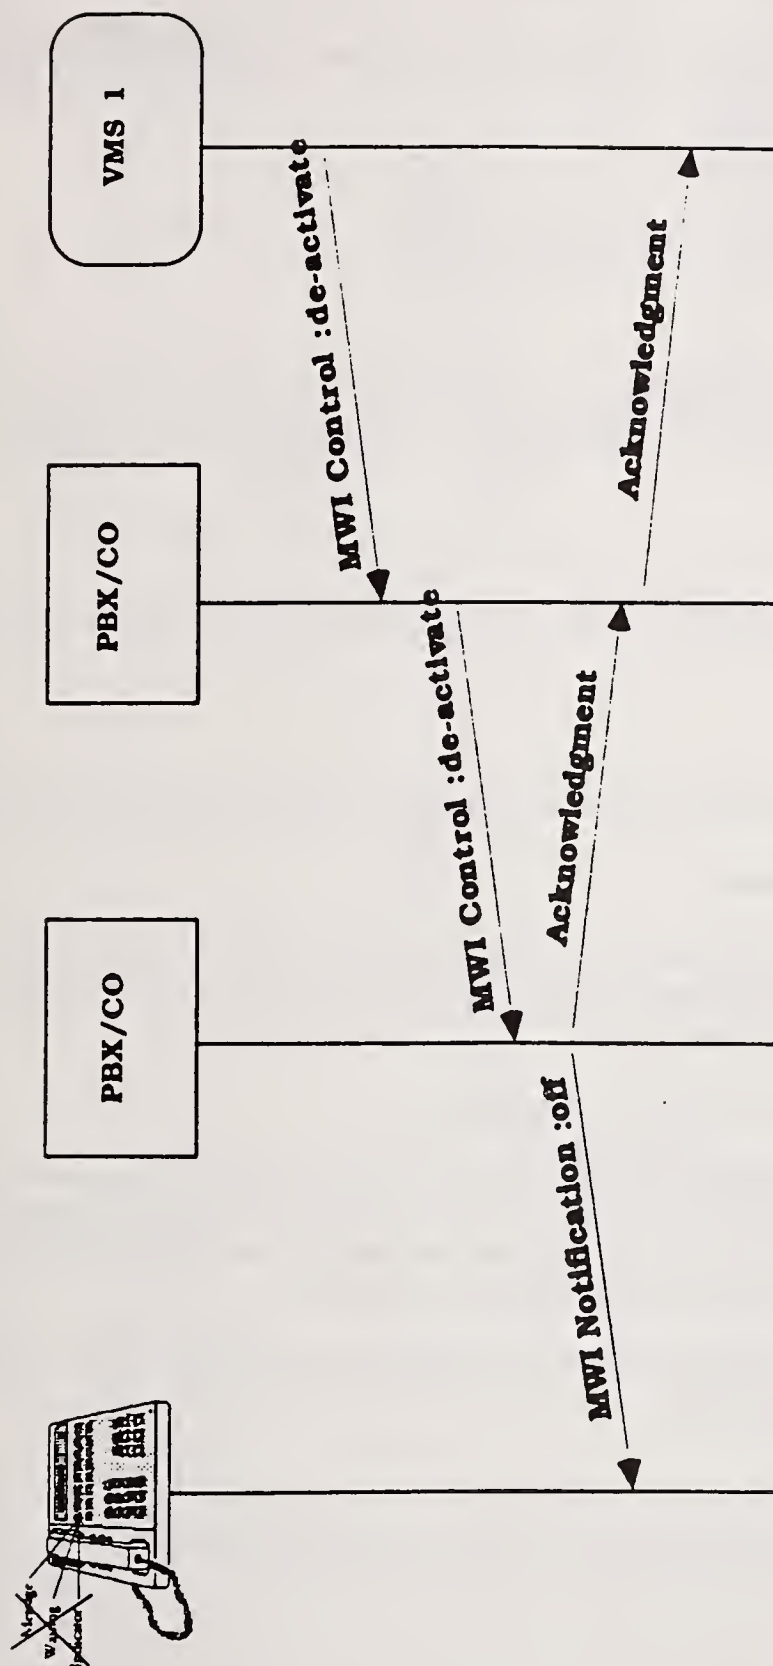 Waiting
PBX/CO
PBX/CO
VMS 1
MWI Control :de-activate
MWI Control :de-activate
MWI Notification :off
Acknowledgment
Acknowledgment